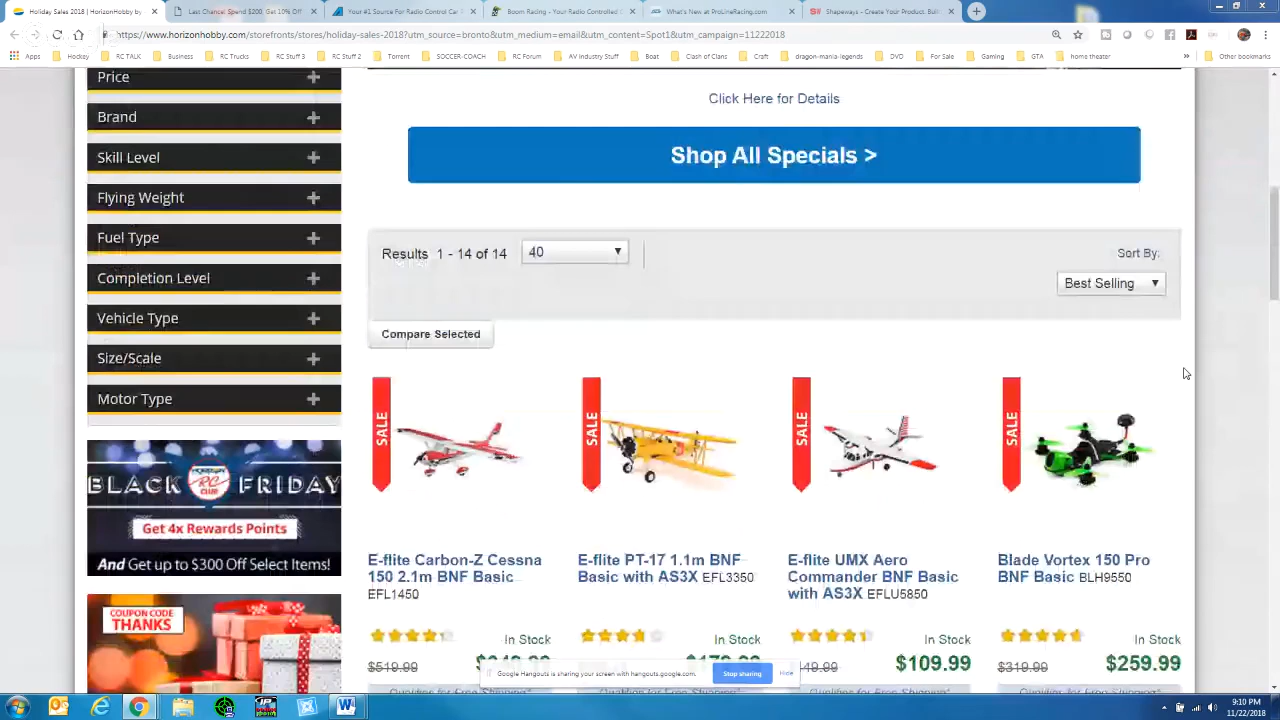 Holiday Sales 2018 | Horizon Hobby by
Last Chance! Spend $200, Get 10% Off
Your #1 Source For Radio Control Car
Boom Racing - Your Radio Controlled
What's New at ProLineRacing.com
Shapeways - Create Your Product, Buil
https://www.horizonhobby.com/storefronts/stores/holiday-sales-2018?utm_source=bronto&utm_medium=email&utm_content=Spot1&utm_campaign=11222018
Apps Hockey RC TALK Business RC Trucks RC Stuff 3 RC Stuff 2 Torrent SOCCER-COACH RC Forum AV Industry Stuff Boat Clash of Clans Craft dragon-mania-legends DVD For Sale Gaming GTA home theater » Other bookmarks
Price
Brand
Skill Level
Flying Weight
Fuel Type
Completion Level
Vehicle Type
Size/Scale
Motor Type
BLACK FRIDAY
HORIZON
RC
CLUB
Get 4x Rewards Points
And Get up to $300 Off Select Items!
COUPON CODE
THANKS
Click Here for Details
Shop All Specials >
Results 1 - 14 of 14
40
Sort By:
Best Selling
Compare Selected
SALE
SALE
SALE
SALE
E-flite Carbon-Z Cessna
150 2.1m BNF Basic
EFL1450
In Stock
$519.99
E-flite PT-17 1.1m BNF
Basic with AS3X EFL3350
In Stock
E-flite UMX Aero
Commander BNF Basic
with AS3X EFLU5850
In Stock
$109.99
Blade Vortex 150 Pro
BNF Basic BLH9550
In Stock
$319.99 $259.99
Google Hangouts is sharing your screen with hangouts.google.com.
Stop sharing
Hide
9:10 PM
11/22/2018